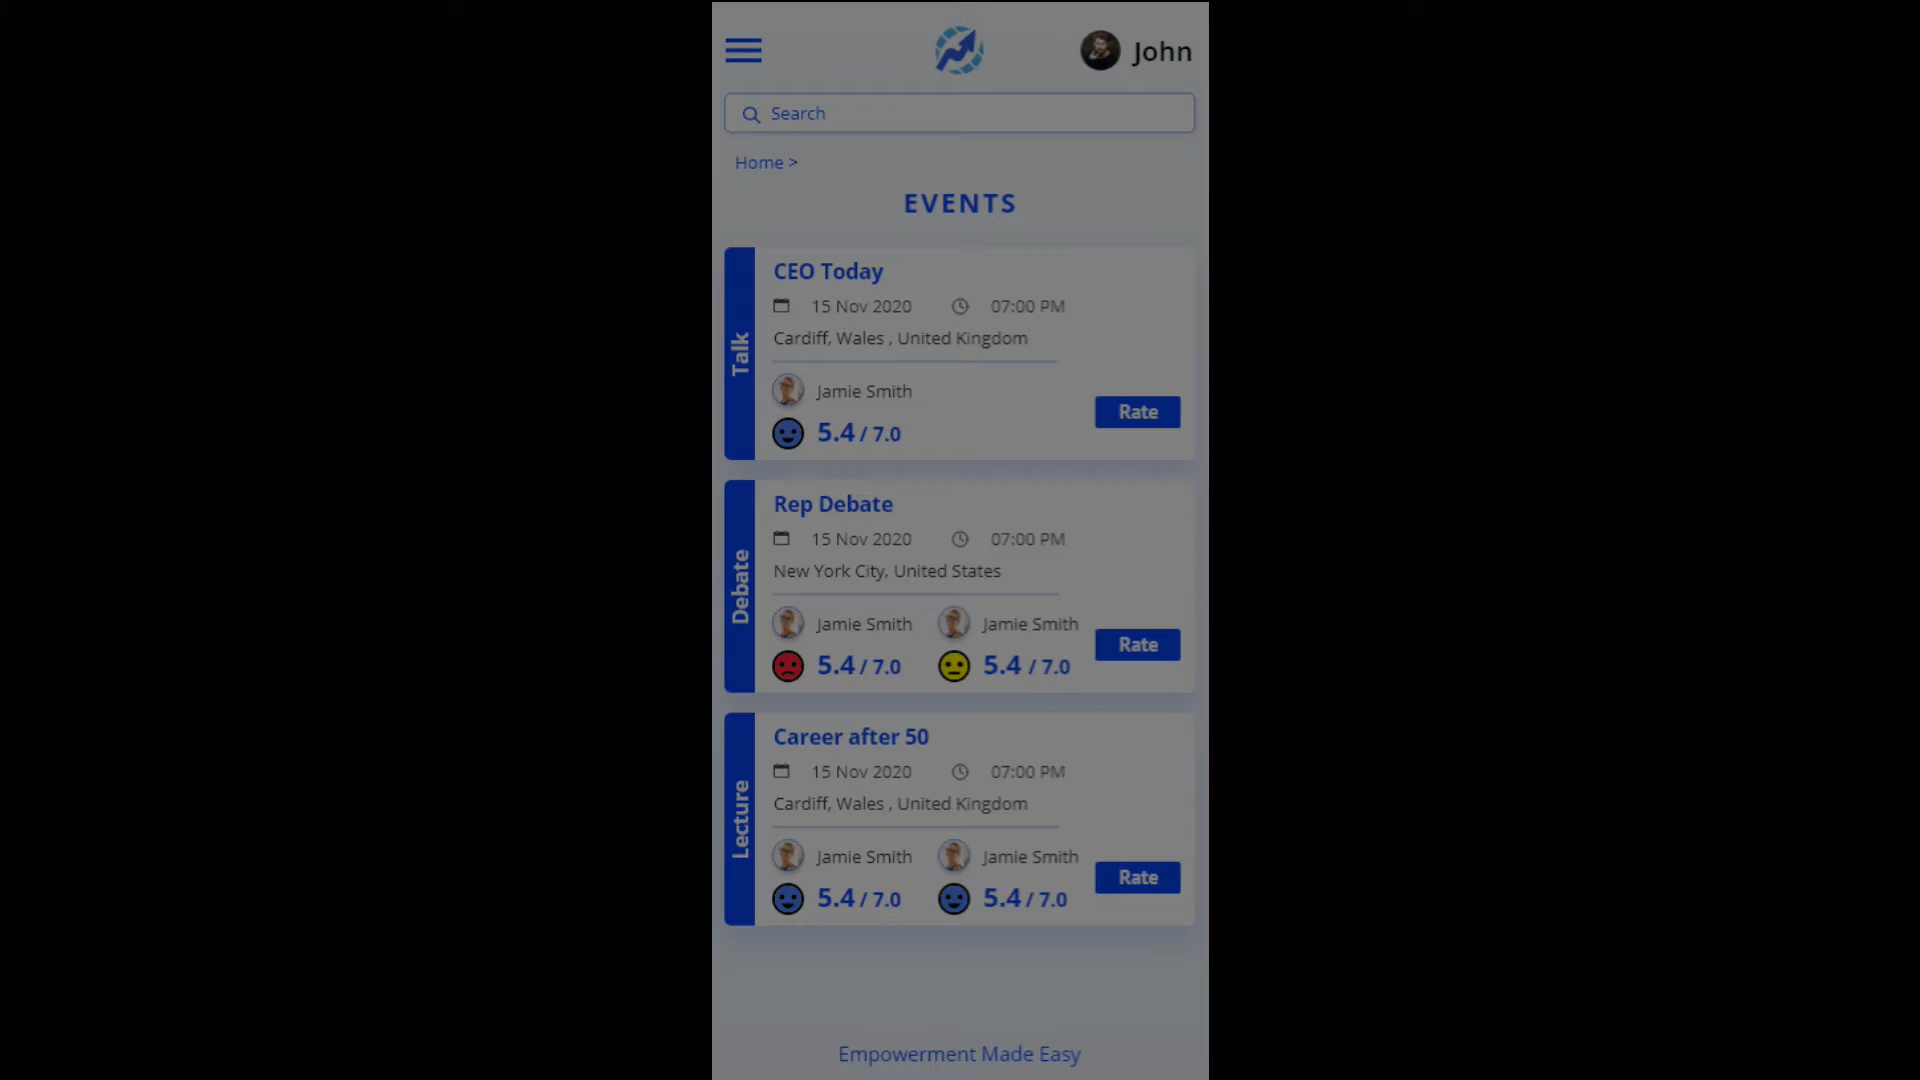 John
Search
Home >
EVENTS
Talk
CEO Today
15 Nov 2020 07:00 PM
Cardiff, Wales , United Kingdom
Jamie Smith
5.4 / 7.0
Rate
Debate
Rep Debate
15 Nov 2020 07:00 PM
New York City, United States
Jamie Smith Jamie Smith
5.4 / 7.0 5.4 / 7.0
Rate
Lecture
Career after 50
15 Nov 2020 07:00 PM
Cardiff, Wales , United Kingdom
Jamie Smith Jamie Smith
5.4 / 7.0 5.4 / 7.0
Rate
Empowerment Made Easy